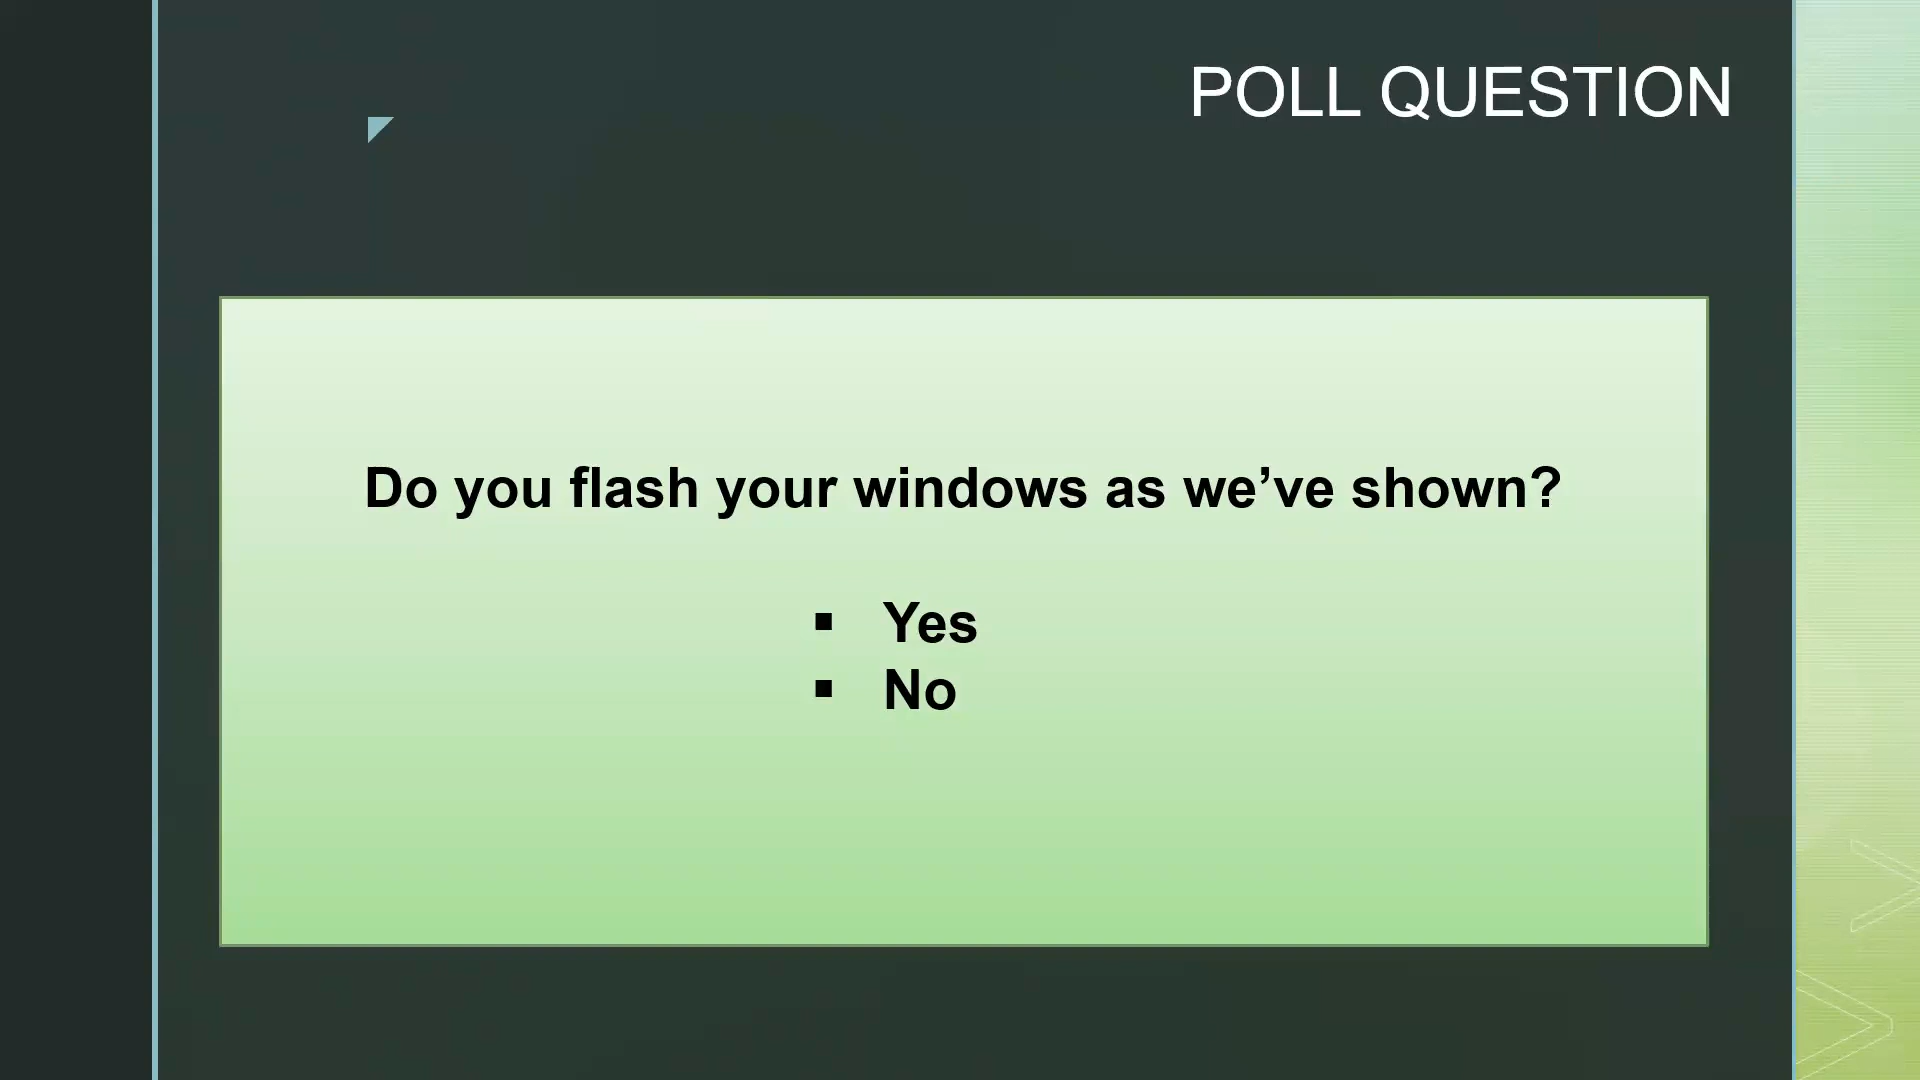 POLL QUESTION
Do you flash your windows as we’ve shown?
▪ Yes
▪ No